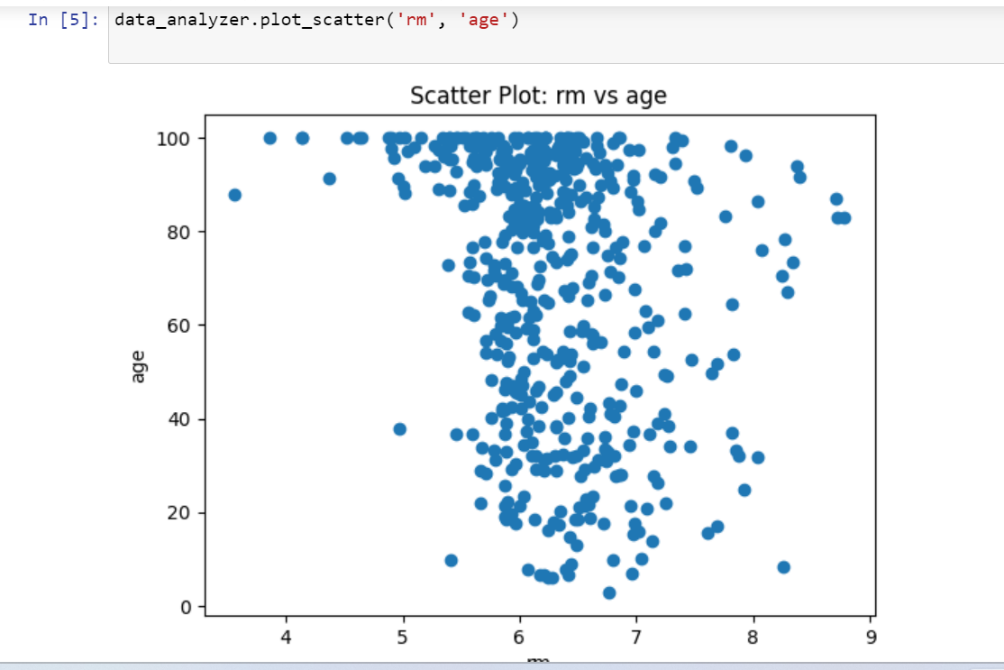 In [5]: data_analyzer.plot_scatter('rm', 'age')
Scatter Plot: rm vs age
100
80
60
age
40
20
0
4 5 6 7 8 9
rm